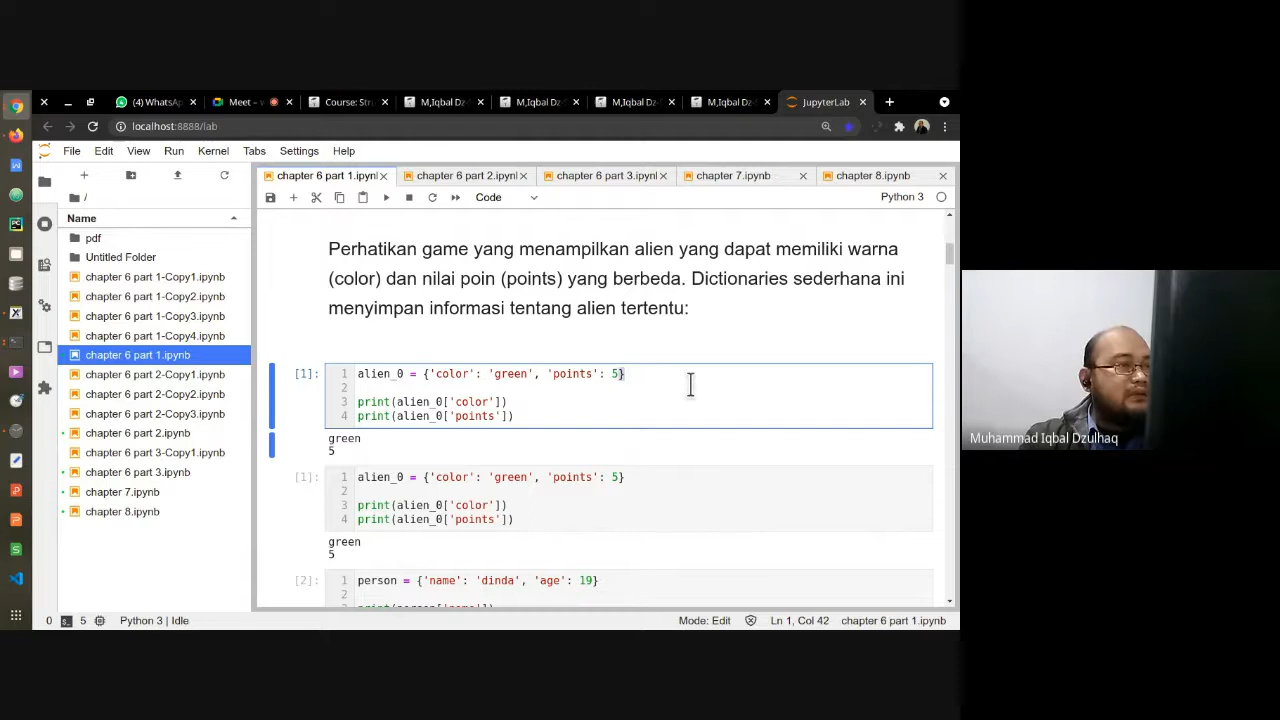 (4) WhatsAp
Meet –
Course: Str
M,Iqbal Dz
M,Iqbal Dz
M,Iqbal Dz
M,Iqbal Dz
JupyterLab
localhost:8888/lab
File Edit View Run Kernel Tabs Settings Help
chapter 6 part 1.ipynb
chapter 6 part 2.ipynb
chapter 6 part 3.ipynb
chapter 7.ipynb
chapter 8.ipynb
/
Code
Python 3
Name
pdf
Untitled Folder
chapter 6 part 1-Copy1.ipynb
chapter 6 part 1-Copy2.ipynb
chapter 6 part 1-Copy3.ipynb
chapter 6 part 1-Copy4.ipynb
chapter 6 part 1.ipynb
chapter 6 part 2-Copy1.ipynb
chapter 6 part 2-Copy2.ipynb
chapter 6 part 2-Copy3.ipynb
chapter 6 part 2.ipynb
chapter 6 part 3-Copy1.ipynb
chapter 6 part 3.ipynb
chapter 7.ipynb
chapter 8.ipynb
Perhatikan game yang menampilkan alien yang dapat memiliki warna
(color) dan nilai poin (points) yang berbeda. Dictionaries sederhana ini
menyimpan informasi tentang alien tertentu:
[1]: 1 alien_0 = {'color': 'green', 'points': 5}
2
3 print(alien_0['color'])
4 print(alien_0['points'])
green
5
[1]: 1 alien_0 = {'color': 'green', 'points': 5}
2
3 print(alien_0['color'])
4 print(alien_0['points'])
green
5
[2]: 1 person = {'name': 'dinda', 'age': 19}
2
0 5 Python 3 | Idle
Mode: Edit Ln 1, Col 42 chapter 6 part 1.ipynb
Muhammad Iqbal Dzulhaq